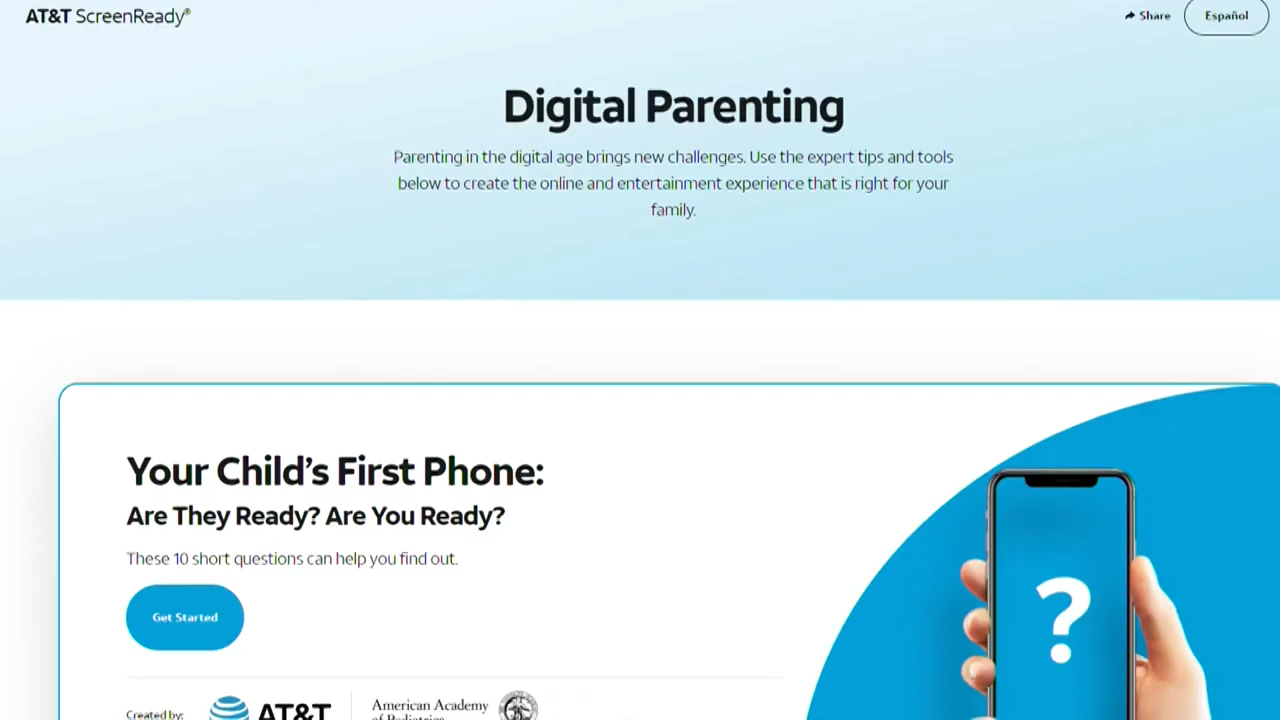 AT&T ScreenReady®
Share
Español
Digital Parenting
Parenting in the digital age brings new challenges. Use the expert tips and tools
below to create the online and entertainment experience that is right for your
family.
Your Child's First Phone:
Are They Ready? Are You Ready?
These 10 short questions can help you find out.
?
Get Started
Created by:
AT&T
American Academy
of Pediatrics